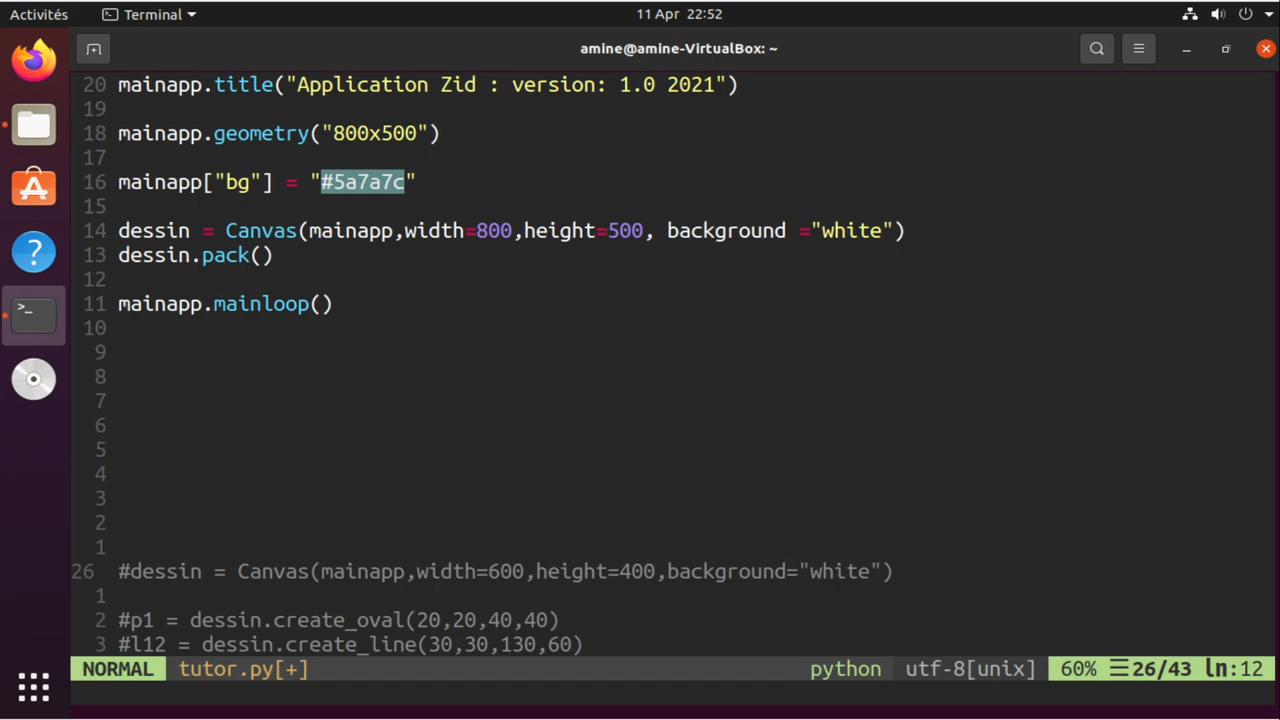 Activités Terminal 11 Apr 22:52
amine@amine-VirtualBox: ~
20 mainapp.title("Application Zid : version: 1.0 2021")
19
18 mainapp.geometry("800x500")
17
16 mainapp["bg"] = "#5a7a7c"
15
14 dessin = Canvas(mainapp,width=800,height=500, background ="white")
13 dessin.pack()
12
11 mainapp.mainloop()
10
9
8
7
6
5
4
3
2
1
26 #dessin = Canvas(mainapp,width=600,height=400,background="white")
1
2 #p1 = dessin.create_oval(20,20,40,40)
3 #l12 = dessin.create_line(30,30,130,60)
NORMAL tutor.py[+] python utf-8[unix] 60% ☰26/43 ln:12